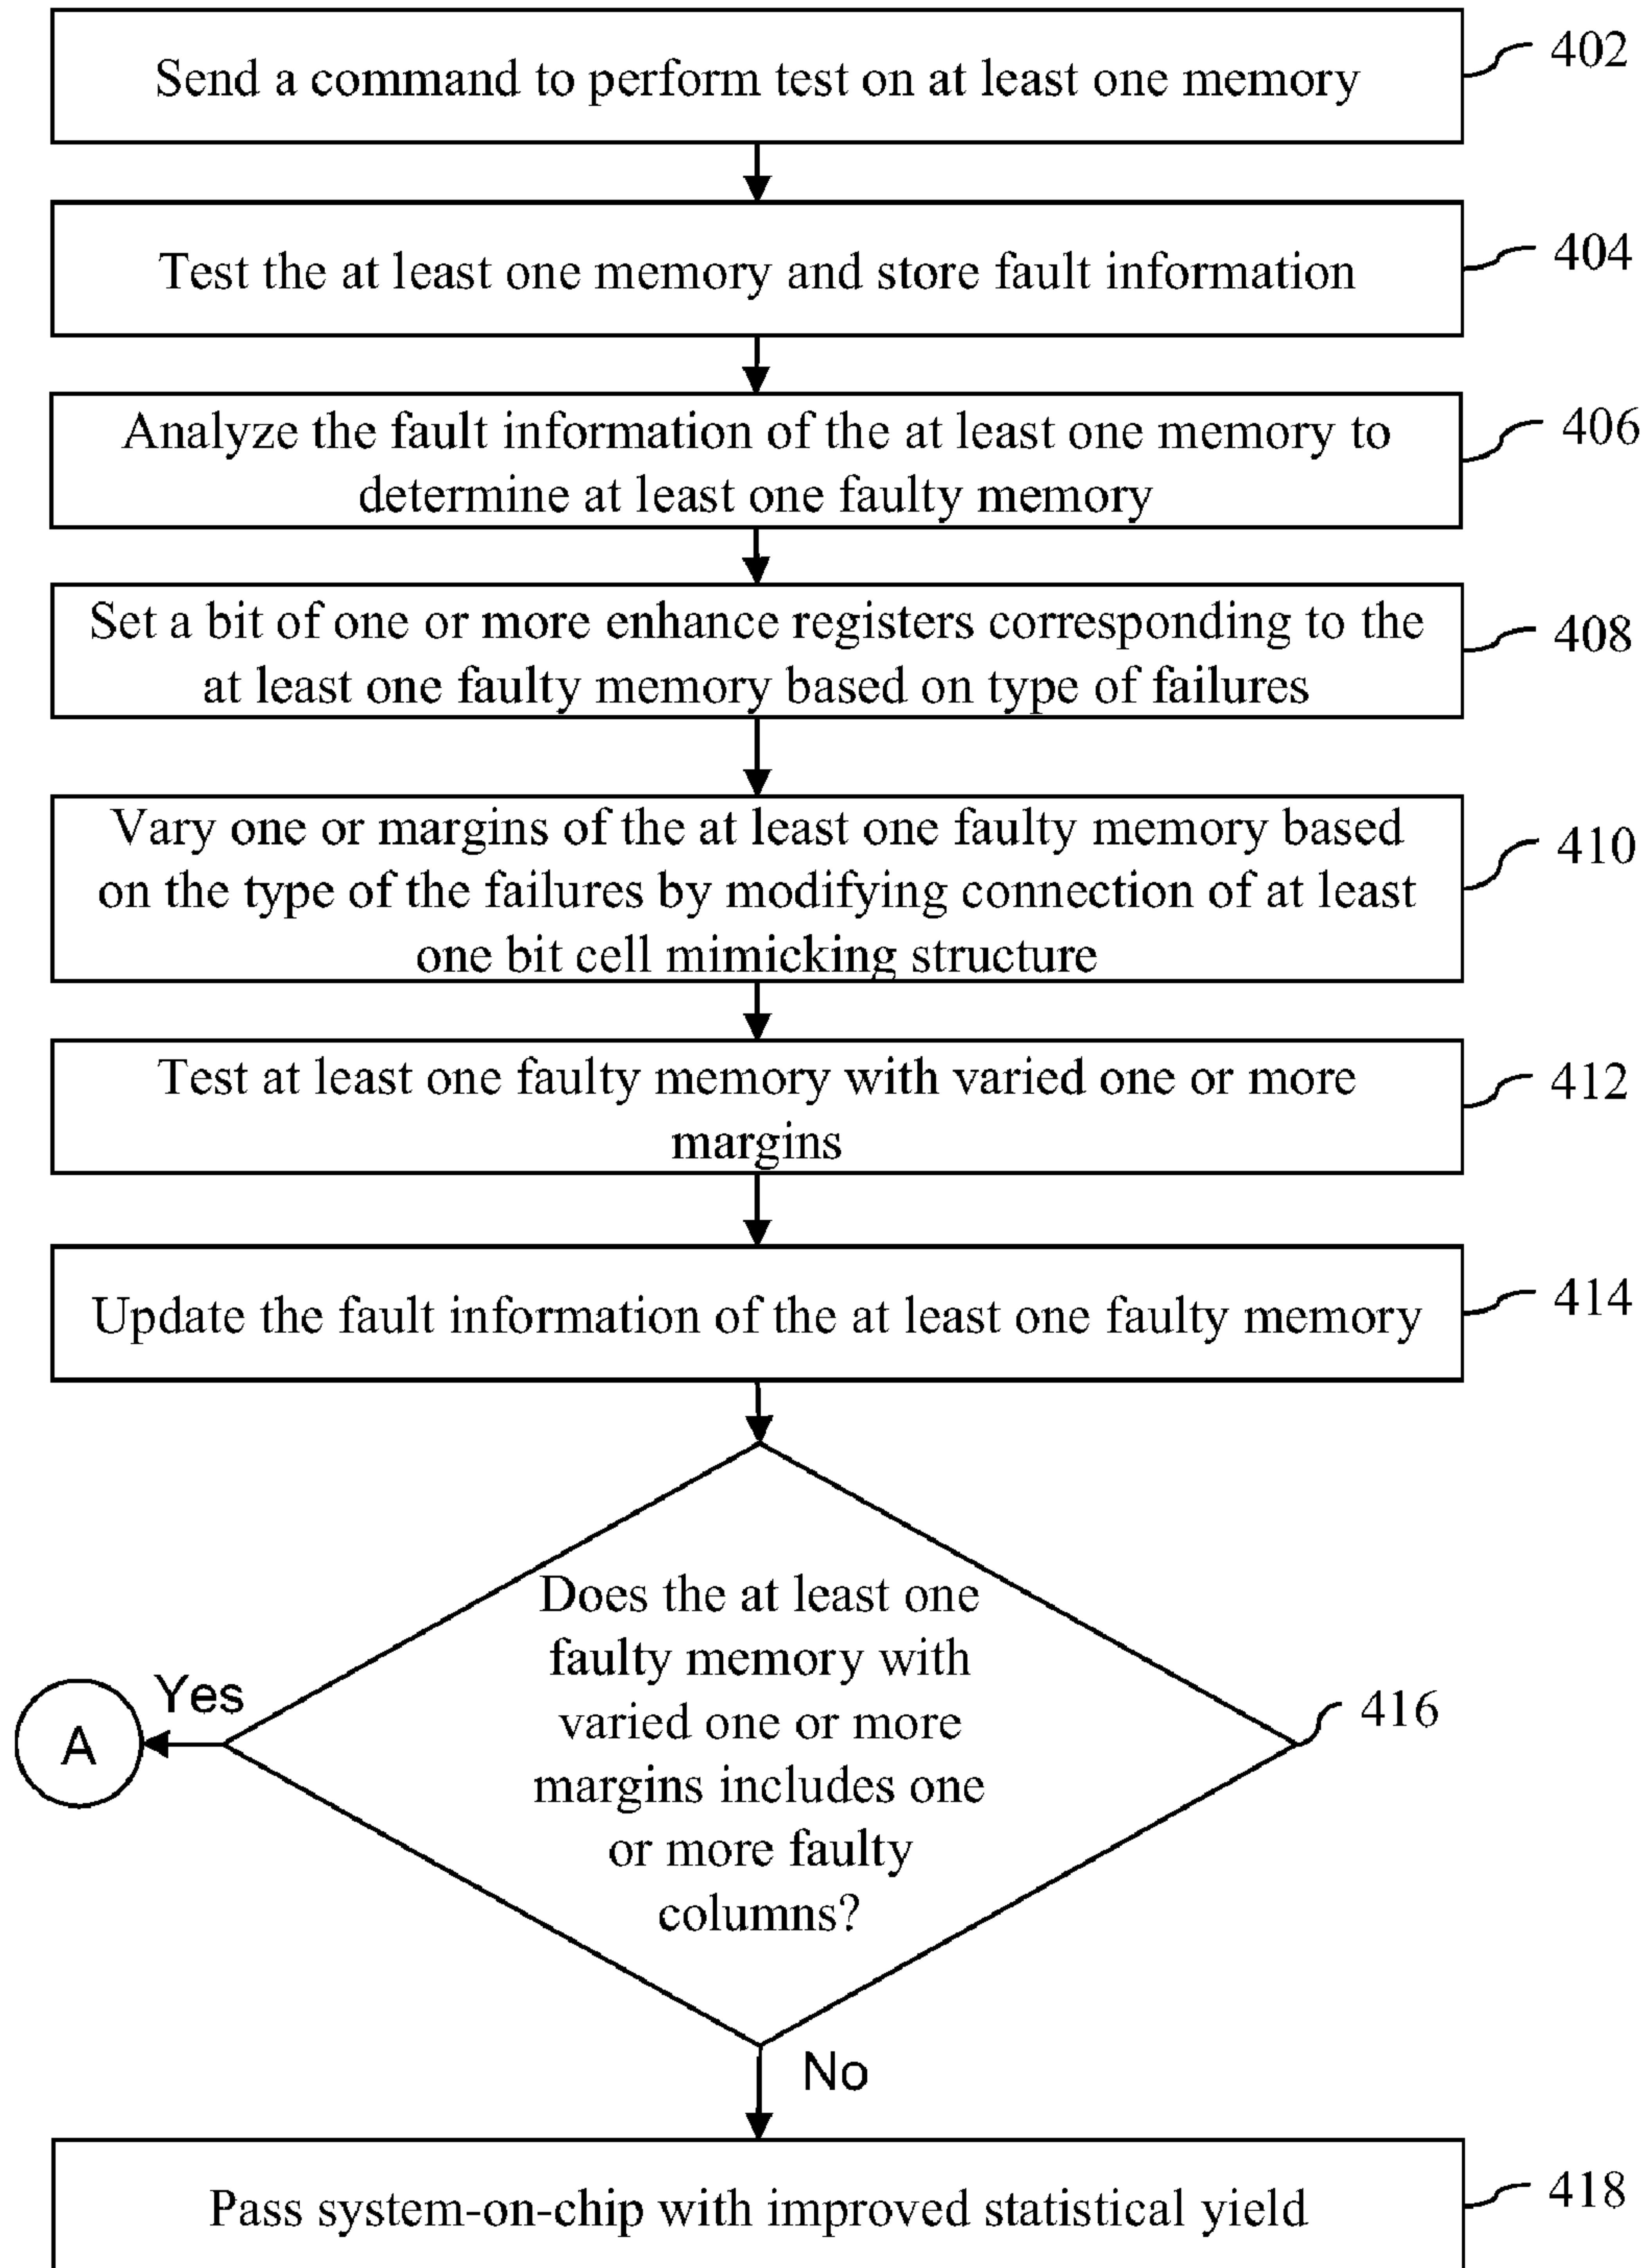 Send a command to perform test on at least one memory
402
Test the at least one memory and store fault information
404
Analyze the fault information of the at least one memory to
determine at least one faulty memory
406
Set a bit of one or more enhance registers corresponding to the
at least one faulty memory based on type of failures
408
Vary one or margins of the at least one faulty memory based
on the type of the failures by modifying connection of at least
one bit cell mimicking structure
410
Test at least one faulty memory with varied one or more
margins
412
Update the fault information of the at least one faulty memory
414
Does the at least one
faulty memory with
varied one or more
margins includes one
or more faulty
columns?
416
Yes
A
No
Pass system-on-chip with improved statistical yield
418